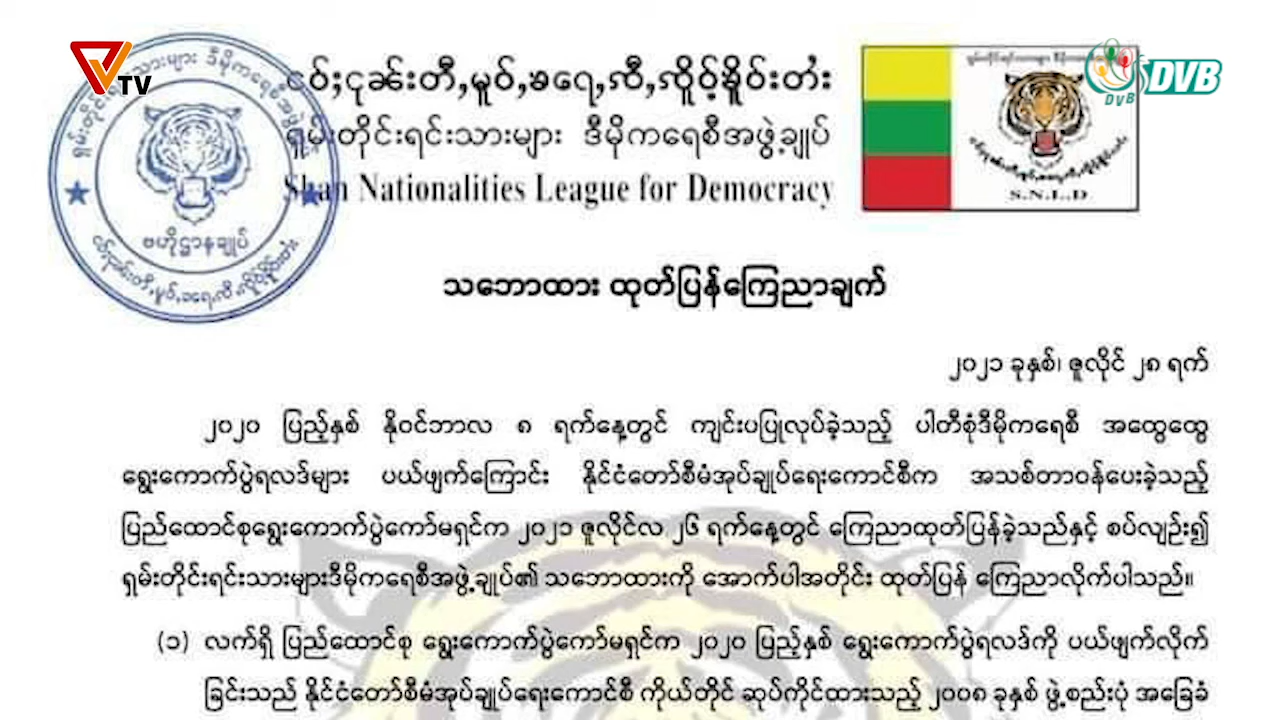 TV
DVB
DVB
ရှမ်းတိုင်းရင်းသားများ ဒီမိုကရေစီအဖွဲ့ချုပ်
Shan Nationalities League for Democracy
S.N.L.D
ဗဟိုဌာနချုပ်
သဘောထား ထုတ်ပြန်ကြေညာချက်
၂၀၂၁ ခုနှစ်၊ ဇူလိုင် ၂၈ ရက်
၂၀၂၀ ပြည့်နှစ် နိုဝင်ဘာလ ၈ ရက်နေ့တွင် ကျင်းပပြုလုပ်ခဲ့သည့် ပါတီစုံဒီမိုကရေစီ အထွေထွေ
ရွေးကောက်ပွဲရလဒ်များ ပယ်ဖျက်ကြောင်း နိုင်ငံတော်စီမံအုပ်ချုပ်ရေးကောင်စီက အသစ်တာဝန်ပေးခဲ့သည့်
ပြည်ထောင်စုရွေးကောက်ပွဲကော်မရှင်က ၂၀၂၁ ဇူလိုင်လ ၂၆ ရက်နေ့တွင် ကြေညာထုတ်ပြန်ခဲ့သည်နှင့် စပ်လျဉ်း၍
ရှမ်းတိုင်းရင်းသားများဒီမိုကရေစီအဖွဲ့ချုပ်၏ သဘောထားကို အောက်ပါအတိုင်း ထုတ်ပြန် ကြေညာလိုက်ပါသည်။
(၁) လက်ရှိ ပြည်ထောင်စု ရွေးကောက်ပွဲကော်မရှင်က ၂၀၂၀ ပြည့်နှစ် ရွေးကောက်ပွဲရလဒ်ကို ပယ်ဖျက်လိုက်
ခြင်းသည် နိုင်ငံတော်စီမံအုပ်ချုပ်ရေးကောင်စီ ကိုယ်တိုင် ဆုပ်ကိုင်ထားသည့် ၂၀၀၈ ခုနှစ် ဖွဲ့စည်းပုံ အခြေခံ